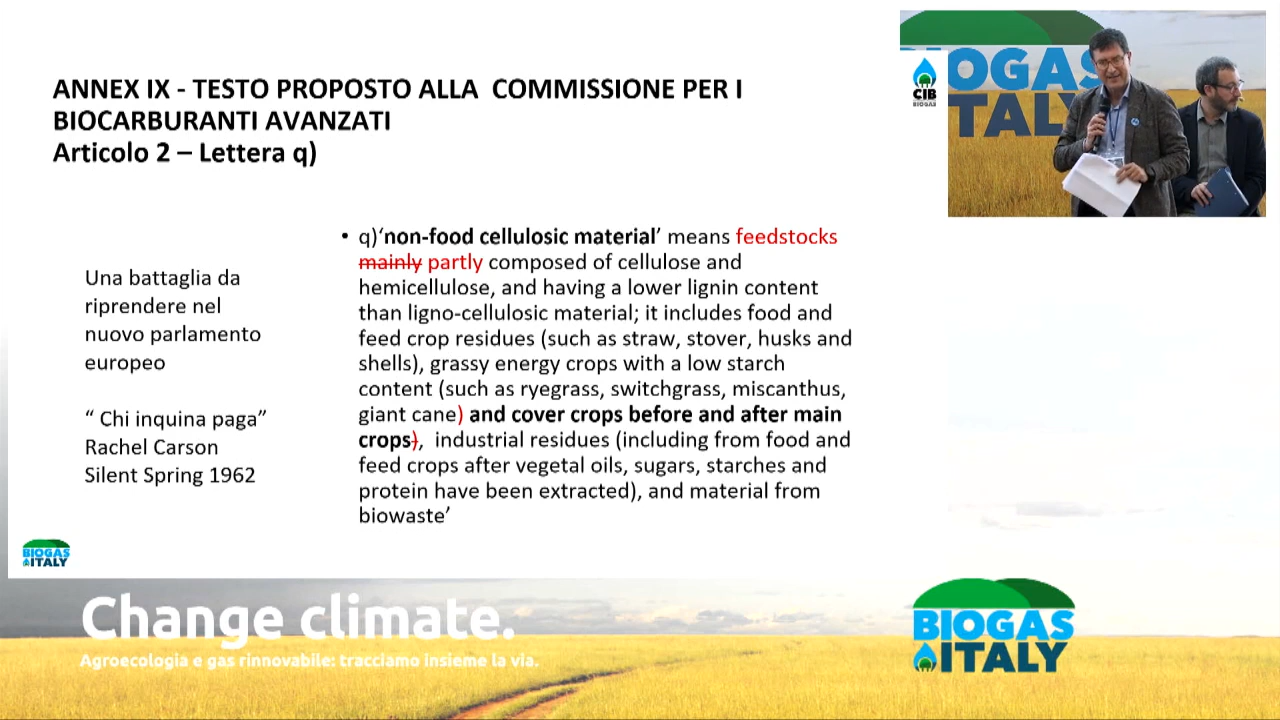 ANNEX IX - TESTO PROPOSTO ALLA COMMISSIONE PER I
BIOCARBURANTI AVANZATI
Articolo 2 – Lettera q)
Una battaglia da
riprendere nel
nuovo parlamento
europeo
“ Chi inquina paga”
Rachel Carson
Silent Spring 1962
• q)‘non-food cellulosic material’ means feedstocks
mainly partly composed of cellulose and
hemicellulose, and having a lower lignin content
than ligno-cellulosic material; it includes food and
feed crop residues (such as straw, stover, husks and
shells), grassy energy crops with a low starch
content (such as ryegrass, switchgrass, miscanthus,
giant cane) and cover crops before and after main
crops), industrial residues (including from food and
feed crops after vegetal oils, sugars, starches and
protein have been extracted), and material from
biowaste’
BIOGAS
ITALY
CIB
BIOGAS
BIOGAS
ITALY
Change climate.
Agroecologia e gas rinnovabile: tracciamo insieme la via.
BIOGAS
ITALY